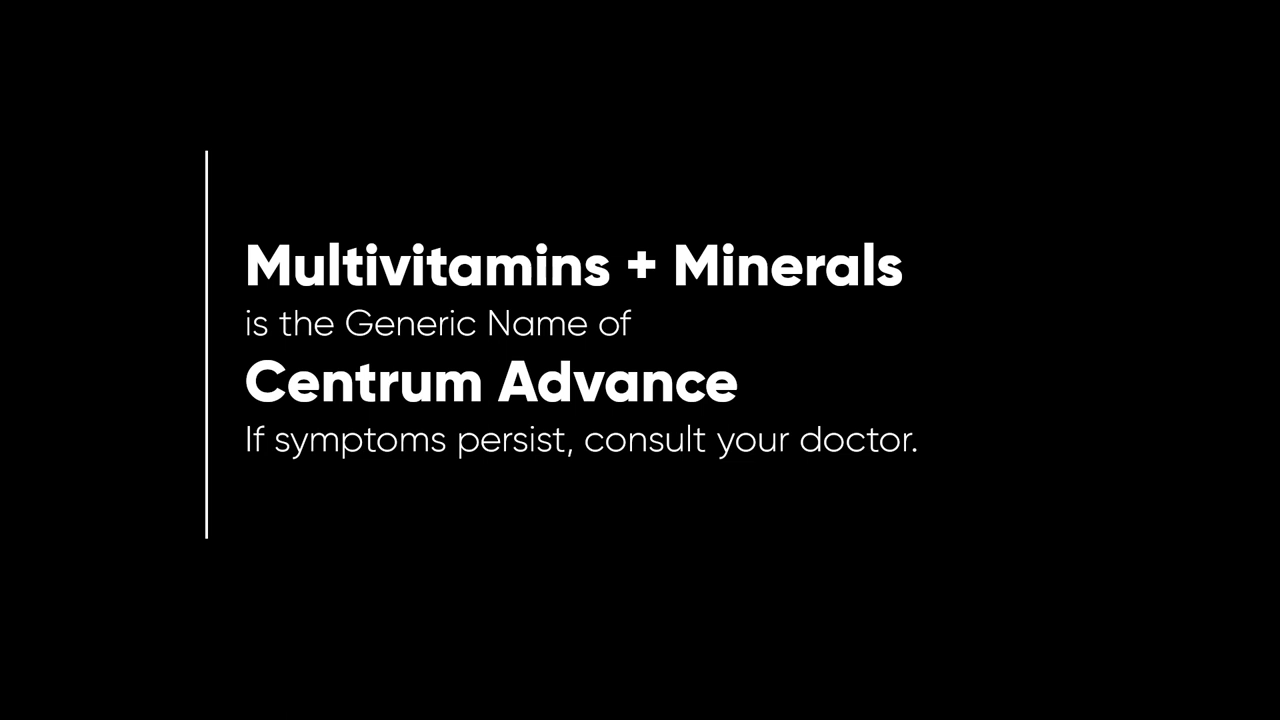 Multivitamins + Minerals
is the Generic Name of
Centrum Advance
If symptoms persist, consult your doctor.